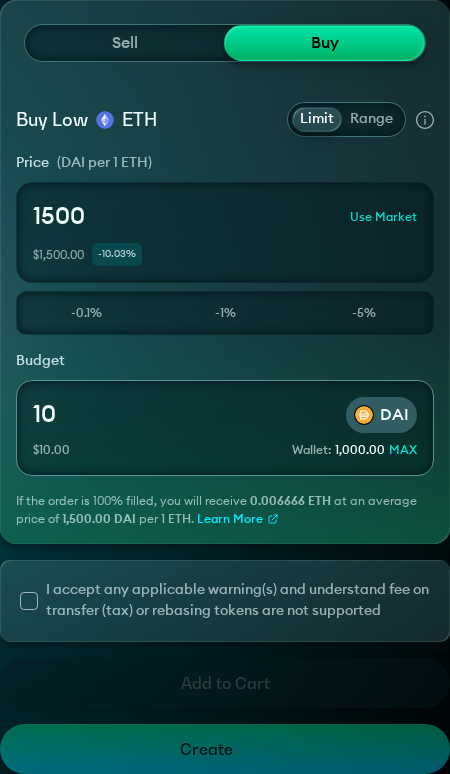 Sell Buy
Buy Low ETH Limit Range
Price (DAI per 1 ETH)
1500 Use Market
$1,500.00 -10.03%
-0.1% -1% -5%
Budget
10 DAI
$10.00 Wallet: 1,000.00 MAX
If the order is 100% filled, you will receive 0.006666 ETH at an average
price of 1,500.00 DAI per 1 ETH. Learn More
I accept any applicable warning(s) and understand fee on
transfer (tax) or rebasing tokens are not supported
Add to Cart
Create